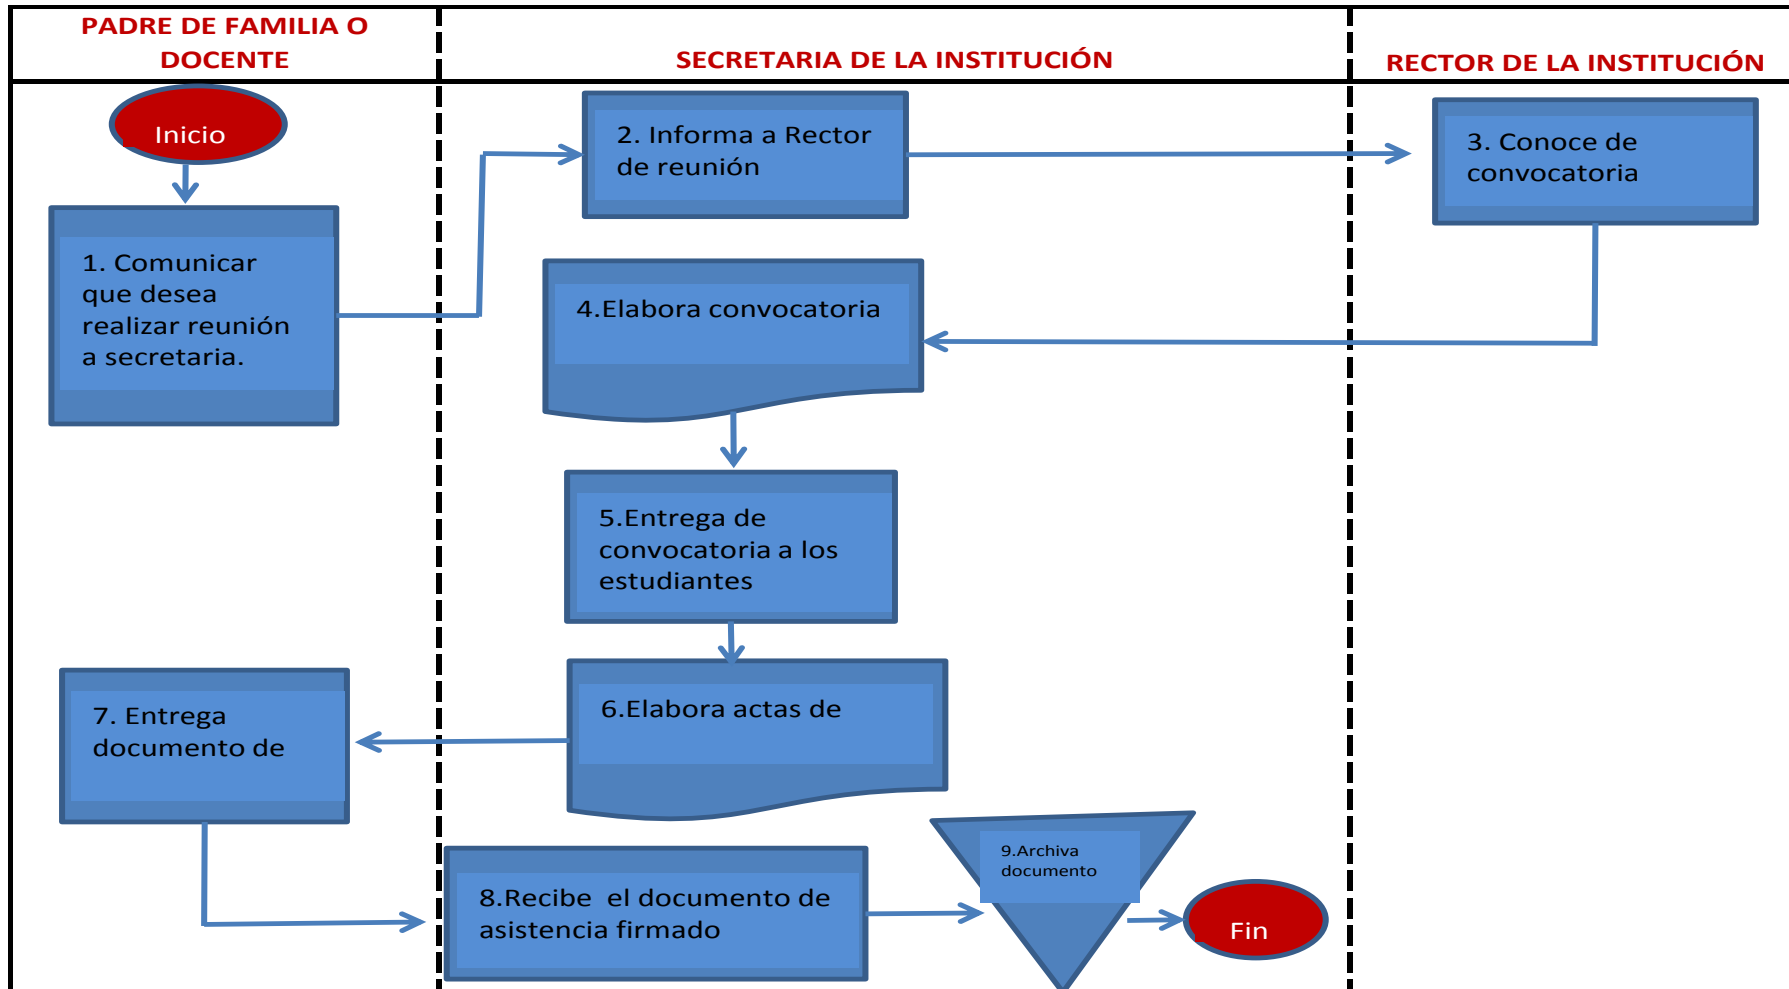 PADRE DE FAMILIA O
DOCENTE
SECRETARIA DE LA INSTITUCIÓN
RECTOR DE LA INSTITUCIÓN
Inicio
1. Comunicar
que desea
realizar reunión
a secretaria.
2. Informa a Rector
de reunión
3. Conoce de
convocatoria
4.Elabora convocatoria
5.Entrega de
convocatoria a los
estudiantes
6.Elabora actas de
7. Entrega
documento de
8.Recibe  el documento de
asistencia firmado
9.Archiva
documento
Fin